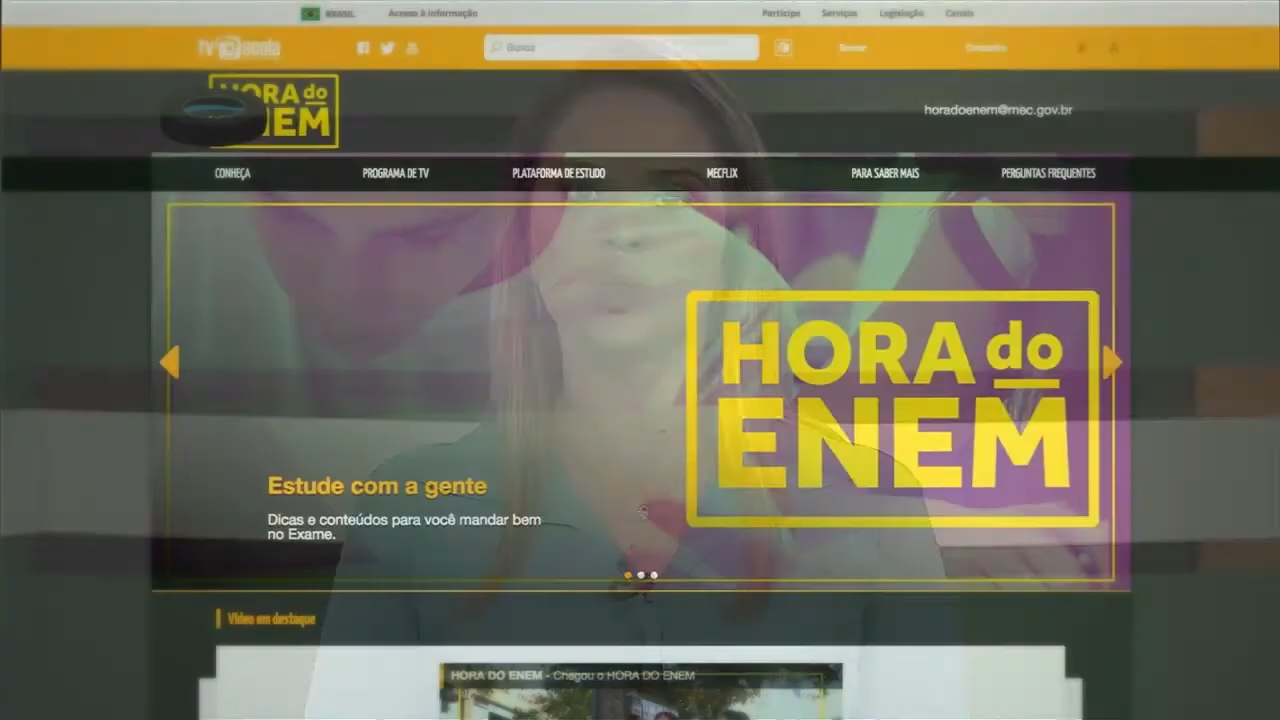 BRASIL
Acesso à informação
Participe
Serviços
Legislação
Canais
Busca
horadoenem@mec.gov.br
HORA do
ENEM
CONHEÇA
PROGRAMA DE TV
PLATAFORMA DE ESTUDO
MECFLIX
PARA SABER MAIS
PERGUNTAS FREQUENTES
HORA do
ENEM
Estude com a gente
Dicas e conteúdos para você mandar bem
no Exame.
Vídeo em destaque
HORA DO ENEM - Chegou o HORA DO ENEM